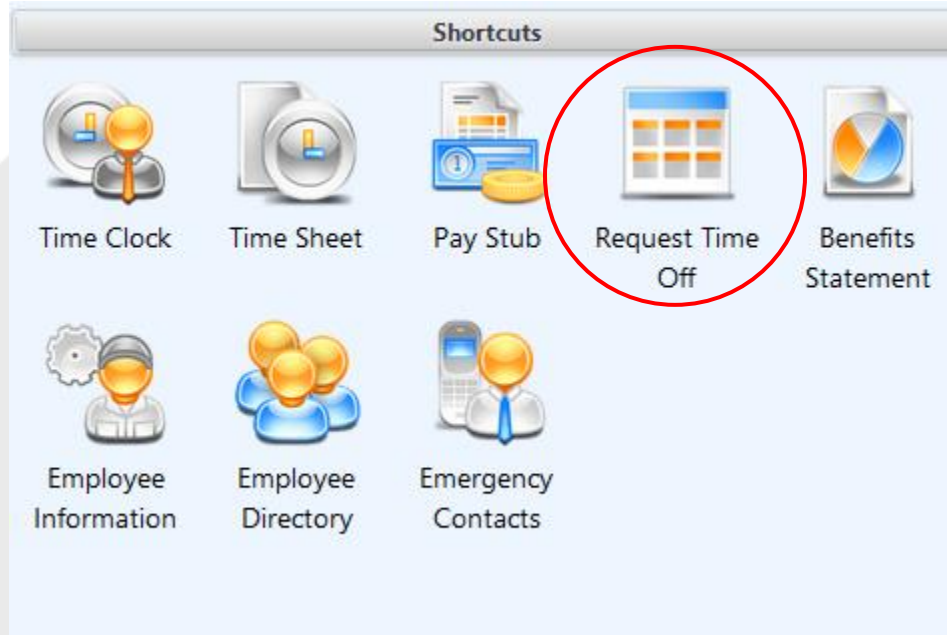 Shortcuts
Time Clock
Time Sheet
Pay Stub
Request Time
Off
Benefits
Statement
Employee
Information
Employee
Directory
Emergency
Contacts